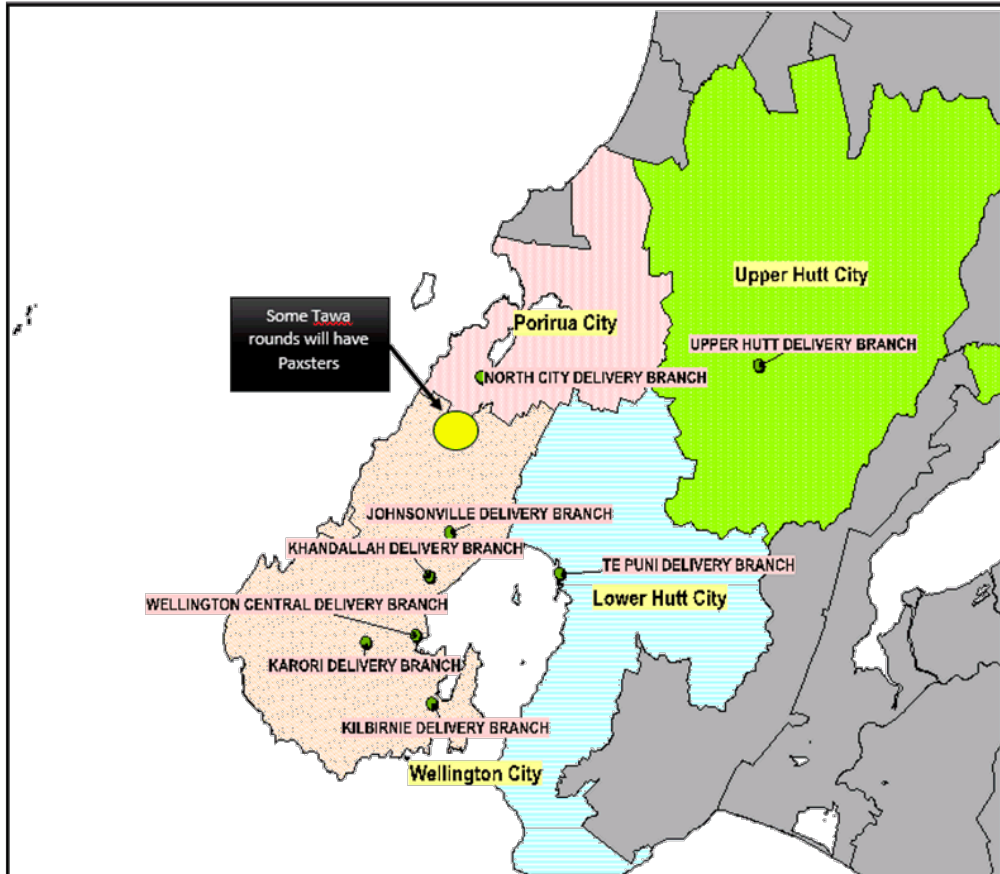 Upper Hutt City
Some Tawa
rounds will have
Paxsters
Porirua City
UPPER HUTT DELIVERY BRANCH
NORTH CITY DELIVERY BRANCH
JOHNSONVILLE DELIVERY BRANCH
KHANDALLAH DELIVERY BRANCH
TE PUNI DELIVERY BRANCH
Lower Hutt City
WELLINGTON CENTRAL DELIVERY BRANCH
KARORI DELIVERY BRANCH
KILBIRNIE DELIVERY BRANCH
Wellington City